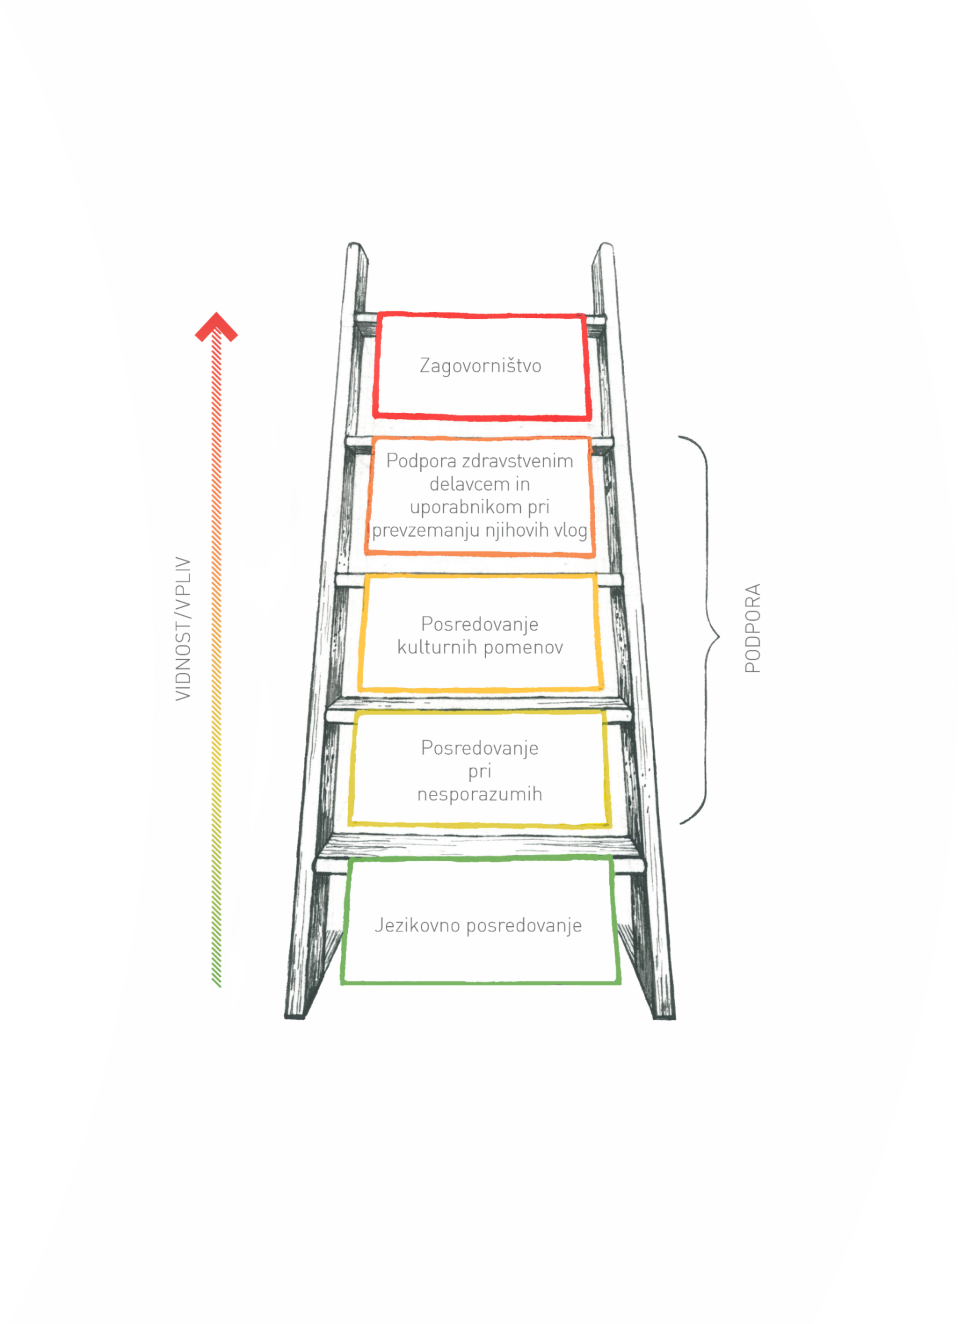 Zagovorništvo
Podpora zdravstvenim
delavcem in
uporabnikom pri
prevzemanju njihovih vlog
Posredovanje
kulturnih pomenov
Posredovanje
pri
nesporazumih
Jezikovno posredovanje
VIDNOST/VPLIV
PODPORA